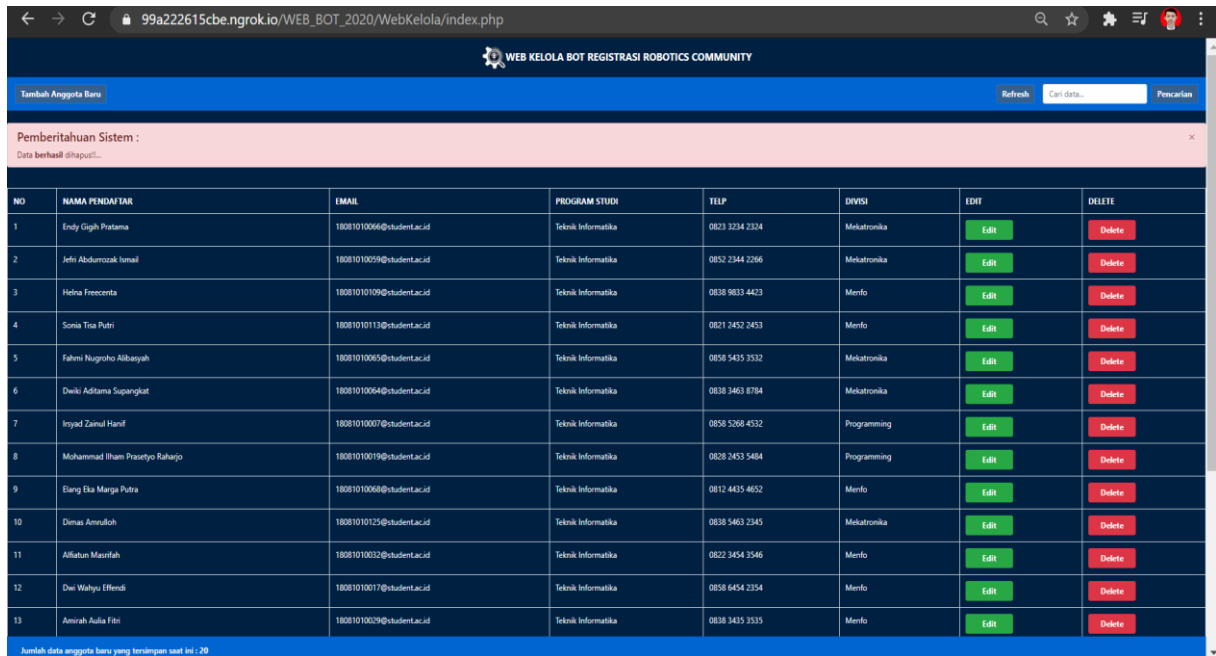 99a222615cbe.ngrok.io/WEB_BOT_2020/WebKelola/index.php
WEB KELOLA BOT REGISTRASI ROBOTICS COMMUNITY
Tambah Anggota Baru Refresh Cari data... Pencarian
Pemberitahuan Sistem : ×
Data berhasil dihapus!!...
NO NAMA PENDAFTAR EMAIL PROGRAM STUDI TELP DIVISI EDIT DELETE
1 Endy Gigih Pratama 18081010066@student.ac.id Teknik Informatika 0823 3234 2324 Mekatronika Edit Delete
2 Jefri Abdurrozak Ismail 18081010059@student.ac.id Teknik Informatika 0852 2344 2266 Mekatronika Edit Delete
3 Helna Freecenta 18081010109@student.ac.id Teknik Informatika 0838 9833 4423 Menfo Edit Delete
4 Sonia Tisa Putri 18081010113@student.ac.id Teknik Informatika 0821 2452 2453 Menfo Edit Delete
5 Fahmi Nugroho Alibasyah 18081010065@student.ac.id Teknik Informatika 0858 5435 3532 Mekatronika Edit Delete
6 Dwiki Aditama Supangkat 18081010064@student.ac.id Teknik Informatika 0838 3463 8784 Mekatronika Edit Delete
7 Irsyad Zainul Hanif 18081010007@student.ac.id Teknik Informatika 0858 5268 4532 Programming Edit Delete
8 Mohammad Ilham Prasetyo Raharjo 18081010019@student.ac.id Teknik Informatika 0828 2453 5484 Programming Edit Delete
9 Elang Eka Marga Putra 18081010068@student.ac.id Teknik Informatika 0812 4435 4652 Menfo Edit Delete
10 Dimas Amrulloh 18081010125@student.ac.id Teknik Informatika 0838 5463 2345 Mekatronika Edit Delete
11 Alfiatun Masrifah 18081010032@student.ac.id Teknik Informatika 0822 3454 3546 Menfo Edit Delete
12 Dwi Wahyu Effendi 18081010017@student.ac.id Teknik Informatika 0858 6454 2354 Menfo Edit Delete
13 Amirah Aulia Fitri 18081010029@student.ac.id Teknik Informatika 0838 3435 3535 Menfo Edit Delete
Jumlah data anggota baru yang tersimpan saat ini : 20